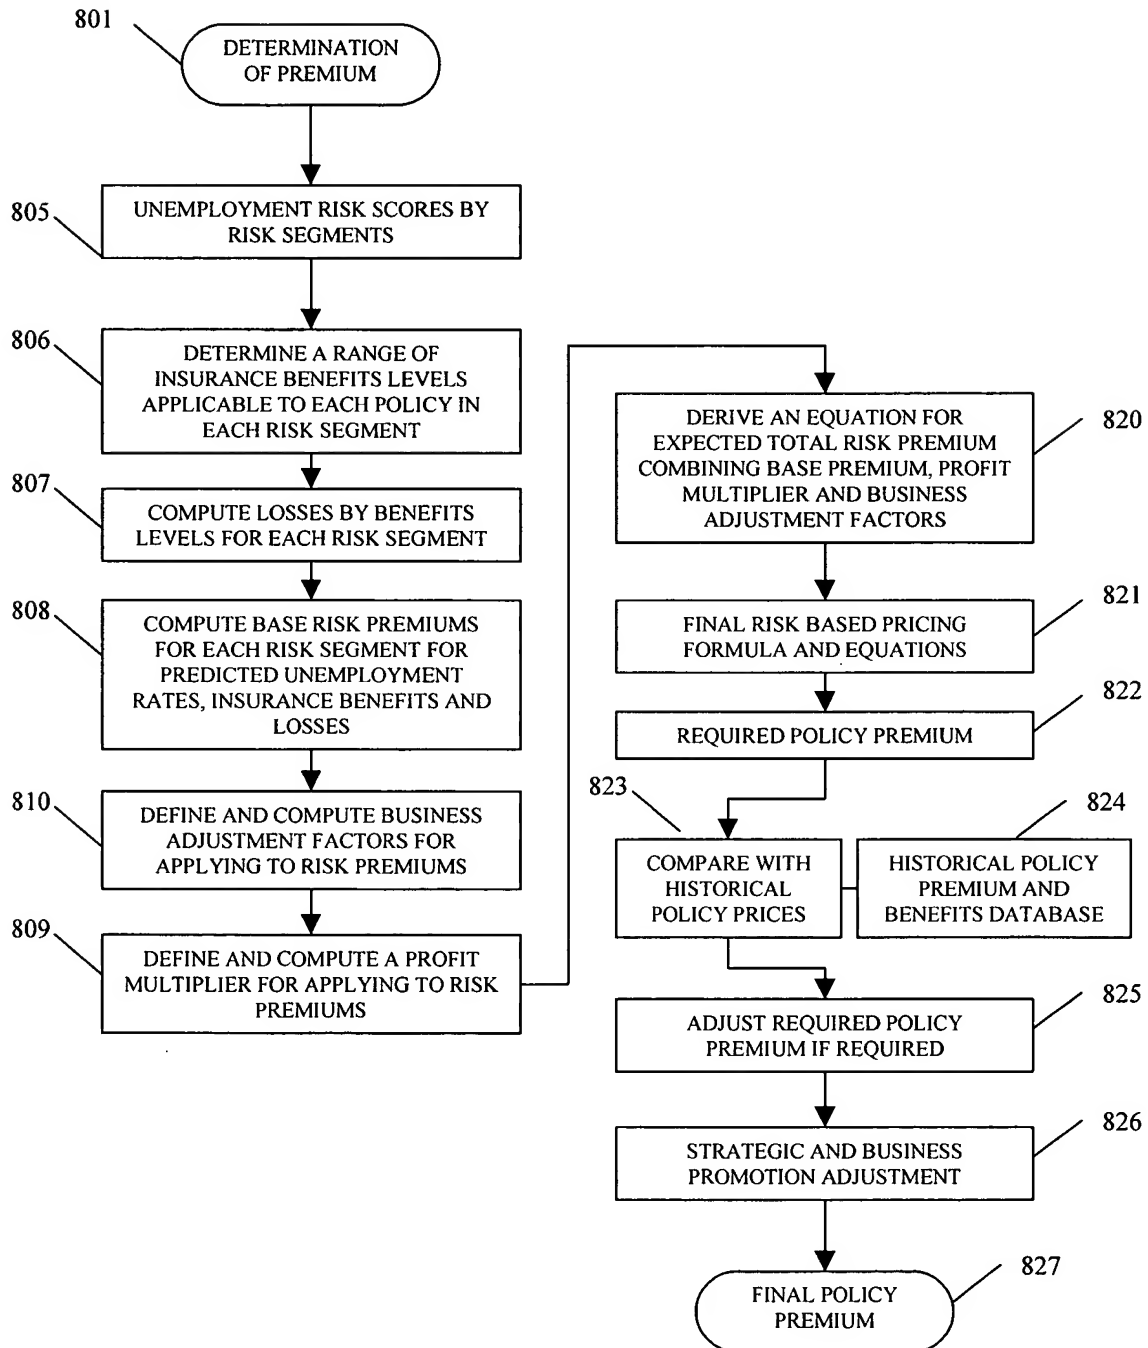 801
DETERMINATION
OF PREMIUM
805
UNEMPLOYMENT RISK SCORES BY
RISK SEGMENTS
806
DETERMINE A RANGE OF
INSURANCE BENEFITS LEVELS
APPLICABLE TO EACH POLICY IN
EACH RISK SEGMENT
807
COMPUTE LOSSES BY BENEFITS
LEVELS FOR EACH RISK SEGMENT
808
COMPUTE BASE RISK PREMIUMS
FOR EACH RISK SEGMENT FOR
PREDICTED UNEMPLOYMENT
RATES, INSURANCE BENEFITS AND
LOSSES
810
DEFINE AND COMPUTE BUSINESS
ADJUSTMENT FACTORS FOR
APPLYING TO RISK PREMIUMS
809
DEFINE AND COMPUTE A PROFIT
MULTIPLIER FOR APPLYING TO RISK
PREMIUMS
820
DERIVE AN EQUATION FOR
EXPECTED TOTAL RISK PREMIUM
COMBINING BASE PREMIUM, PROFIT
MULTIPLIER AND BUSINESS
ADJUSTMENT FACTORS
821
FINAL RISK BASED PRICING
FORMULA AND EQUATIONS
822
REQUIRED POLICY PREMIUM
823
COMPARE WITH
HISTORICAL
POLICY PRICES
824
HISTORICAL POLICY
PREMIUM AND
BENEFITS DATABASE
825
ADJUST REQUIRED POLICY
PREMIUM IF REQUIRED
826
STRATEGIC AND BUSINESS
PROMOTION ADJUSTMENT
827
FINAL POLICY
PREMIUM